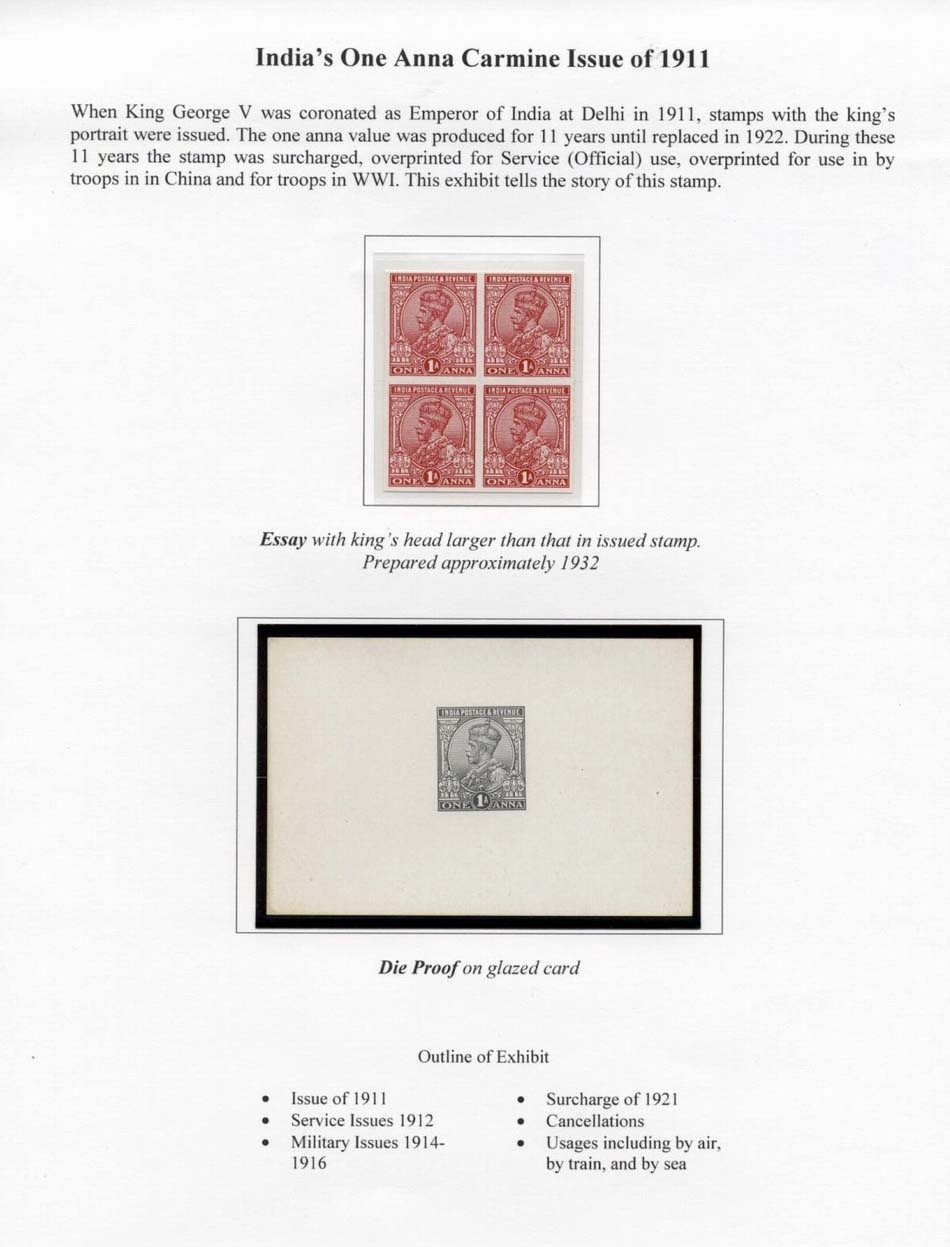 India's One Anna Carmine Issue of 1911
When King George V was coronated as Emperor of India at Delhi in 1911, stamps with the king's
portrait were issued. The one anna value was produced for 11 years until replaced in 1922. During these
11 years the stamp was surcharged, overprinted for Service (Official) use, overprinted for use in by
troops in in China and for troops in WWI. This exhibit tells the story of this stamp.
INDIA POSTAGE & REVENUE INDIA POSTAGE & REVENUE
ONE 1A ANNA ONE 1A ANNA
INDIA POSTAGE & REVENUE INDIA POSTAGE & REVENUE
ONE 1A ANNA ONE 1A ANNA
Essay with king's head larger than that in issued stamp.
Prepared approximately 1932
INDIA POSTAGE & REVENUE
ONE 1A ANNA
Die Proof on glazed card
Outline of Exhibit
• Issue of 1911
• Service Issues 1912
• Military Issues 1914-
1916
• Surcharge of 1921
• Cancellations
• Usages including by air,
by train, and by sea